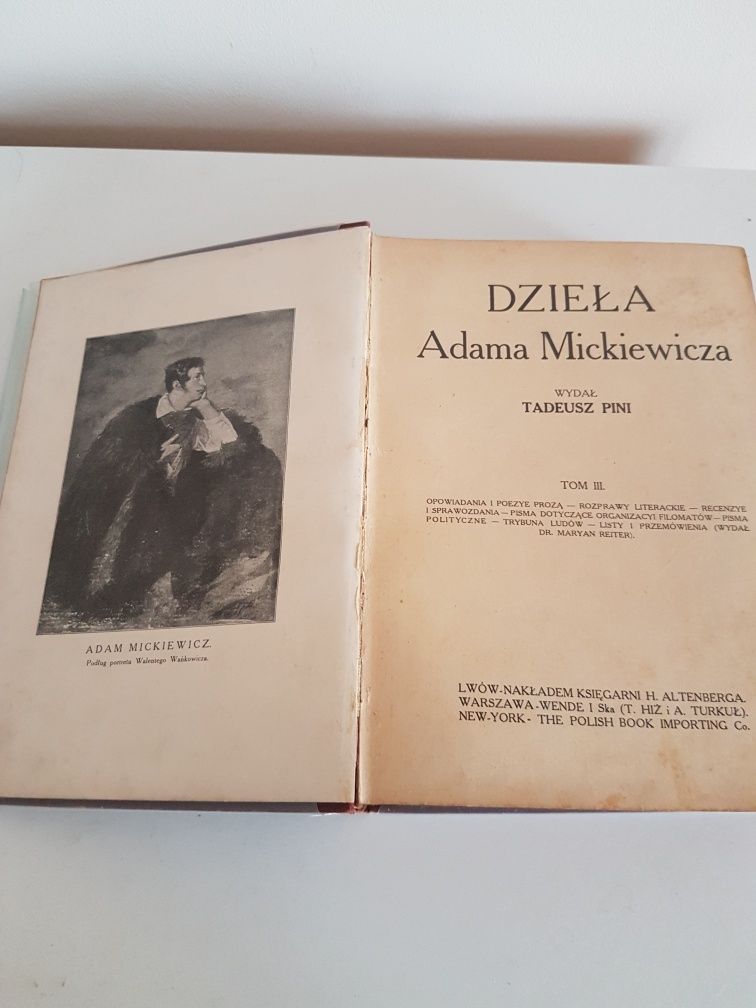 ADAM MICKIEWICZ.
Podług portretu Walentego Wańkowicza.
DZIEŁA
Adama Mickiewicza
WYDAŁ
TADEUSZ PINI
TOM III.
OPOWIADANIA I POEZYE PROZĄ — ROZPRAWY LITERACKIE — RECENZYE
I SPRAWOZDANIA — PISMA DOTYCZĄCE ORGANIZACYI FILOMATÓW — PISMA
POLITYCZNE — TRYBUNA LUDÓW — LISTY I PRZEMÓWIENIA (WYDAŁ
DR. MARYAN REITER).
LWÓW - NAKŁADEM KSIĘGARNI H. ALTENBERGA.
WARSZAWA - WENDE I Ska (T. HIŻ i A. TURKUŁ).
NEW-YORK - THE POLISH BOOK IMPORTING Co.